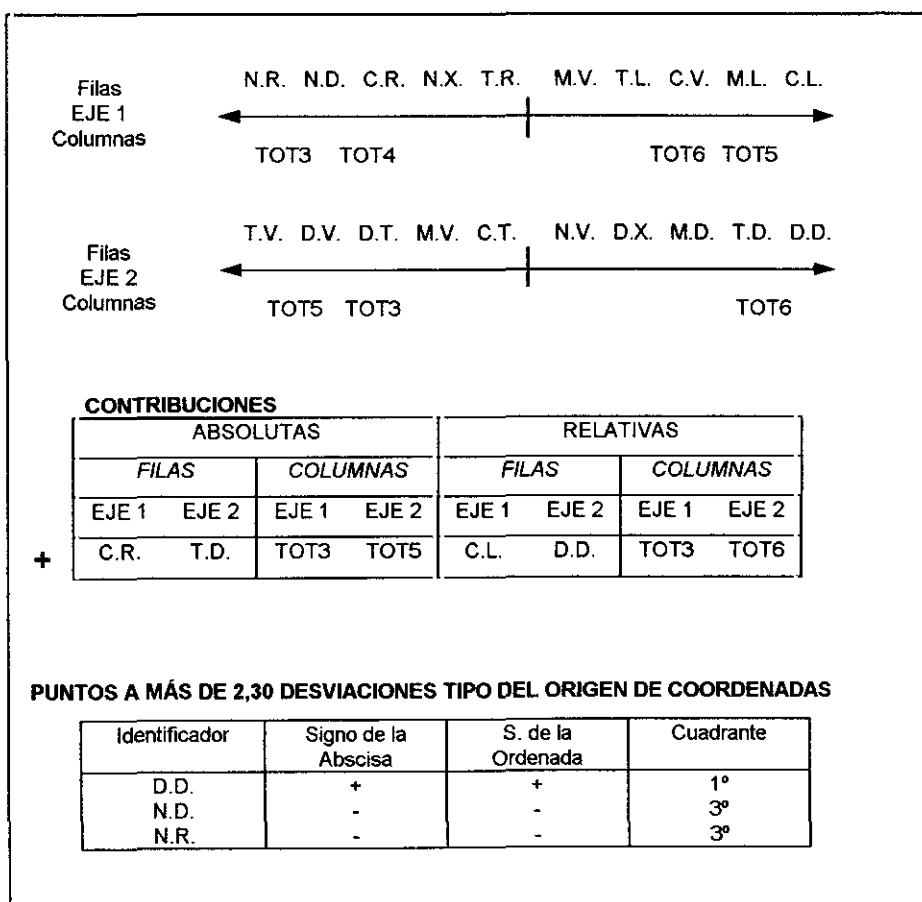 N.R. N.D. C.R. N.X. T.R. M.V. T.L. C.V. M.L. C.L.
Filas
EJE 1
Columnas
TOT3 TOT4 TOT6 TOT5
T.V. D.V. D.T. M.V. C.T. N.V. D.X. M.D. T.D. D.D.
Filas
EJE 2
Columnas
TOT5 TOT3 TOT6
CONTRIBUCIONES
ABSOLUTAS RELATIVAS
FILAS COLUMNAS FILAS COLUMNAS
EJE 1 EJE 2 EJE 1 EJE 2 EJE 1 EJE 2 EJE 1 EJE 2
+ C.R. T.D. TOT3 TOT5 C.L. D.D. TOT3 TOT6
PUNTOS A MÁS DE 2,30 DESVIACIONES TIPO DEL ORIGEN DE COORDENADAS
Identificador Signo de la Abscisa S. de la Ordenada Cuadrante
D.D. + + 1º
N.D. - - 3º
N.R. - - 3º